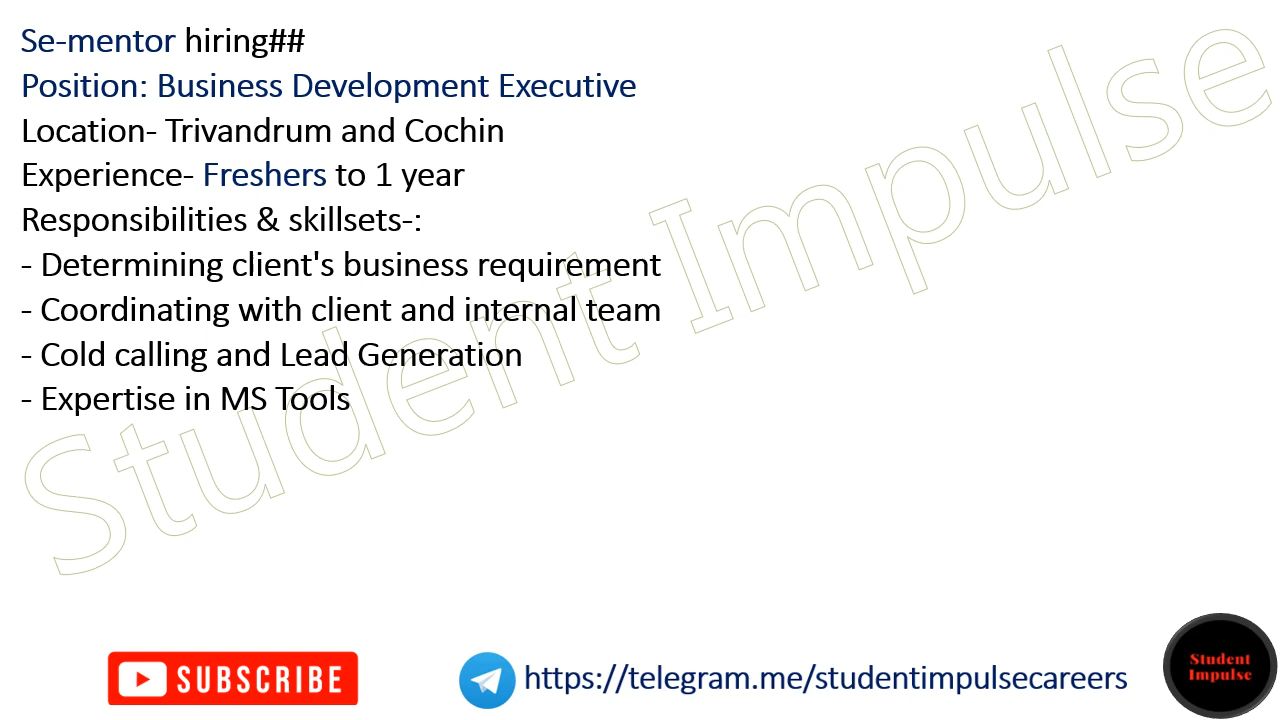 Se-mentor hiring##
Position: Business Development Executive
Location- Trivandrum and Cochin
Experience- Freshers to 1 year
Responsibilities & skillsets-:
- Determining client's business requirement
- Coordinating with client and internal team
- Cold calling and Lead Generation
- Expertise in MS Tools
Student Impulse
SUBSCRIBE
https://telegram.me/studentimpulsecareers
Student
Impulse